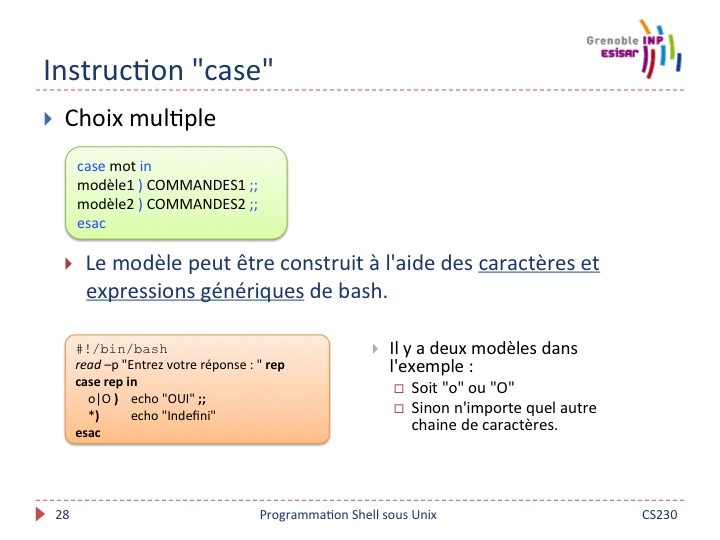 Grenoble INP
ESISAR
Instruction "case"
Choix multiple
case mot in
modèle1 ) COMMANDES1 ;;
modèle2 ) COMMANDES2 ;;
esac
Le modèle peut être construit à l'aide des caractères et
expressions génériques de bash.
#!/bin/bash
read –p "Entrez votre réponse : " rep
case rep in
o|O ) echo "OUI" ;;
*) echo "Indefini"
esac
Il y a deux modèles dans
l'exemple :
Soit "o" ou "O"
Sinon n'importe quel autre
chaine de caractères.
28 Programmation Shell sous Unix CS230